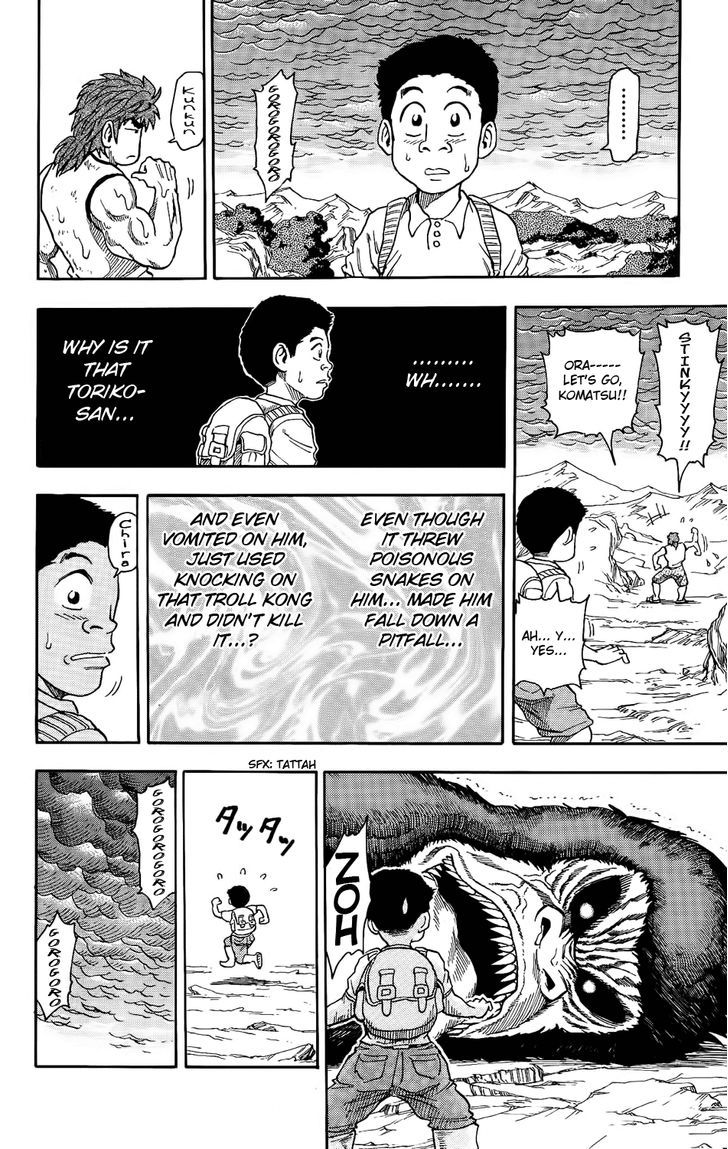 ........
GOROGOROGORO
Kunkun
STINKYYYY!!
ORA-----
LET'S GO,
KOMATSU!!
AH... Y...
YES...
.........
WH.......
WHY IS IT
THAT
TORIKO-
SAN...
EVEN THOUGH
IT THREW
POISONOUS
SNAKES ON
HIM... MADE HIM
FALL DOWN A
PITFALL...
AND EVEN
VOMITED ON HIM,
JUST USED
KNOCKING ON
THAT TROLL KONG
AND DIDN'T KILL
IT...?
Chira
ZOH
SFX: TATTAH
タッタッ
GOROGOROGORO
GOROGORO